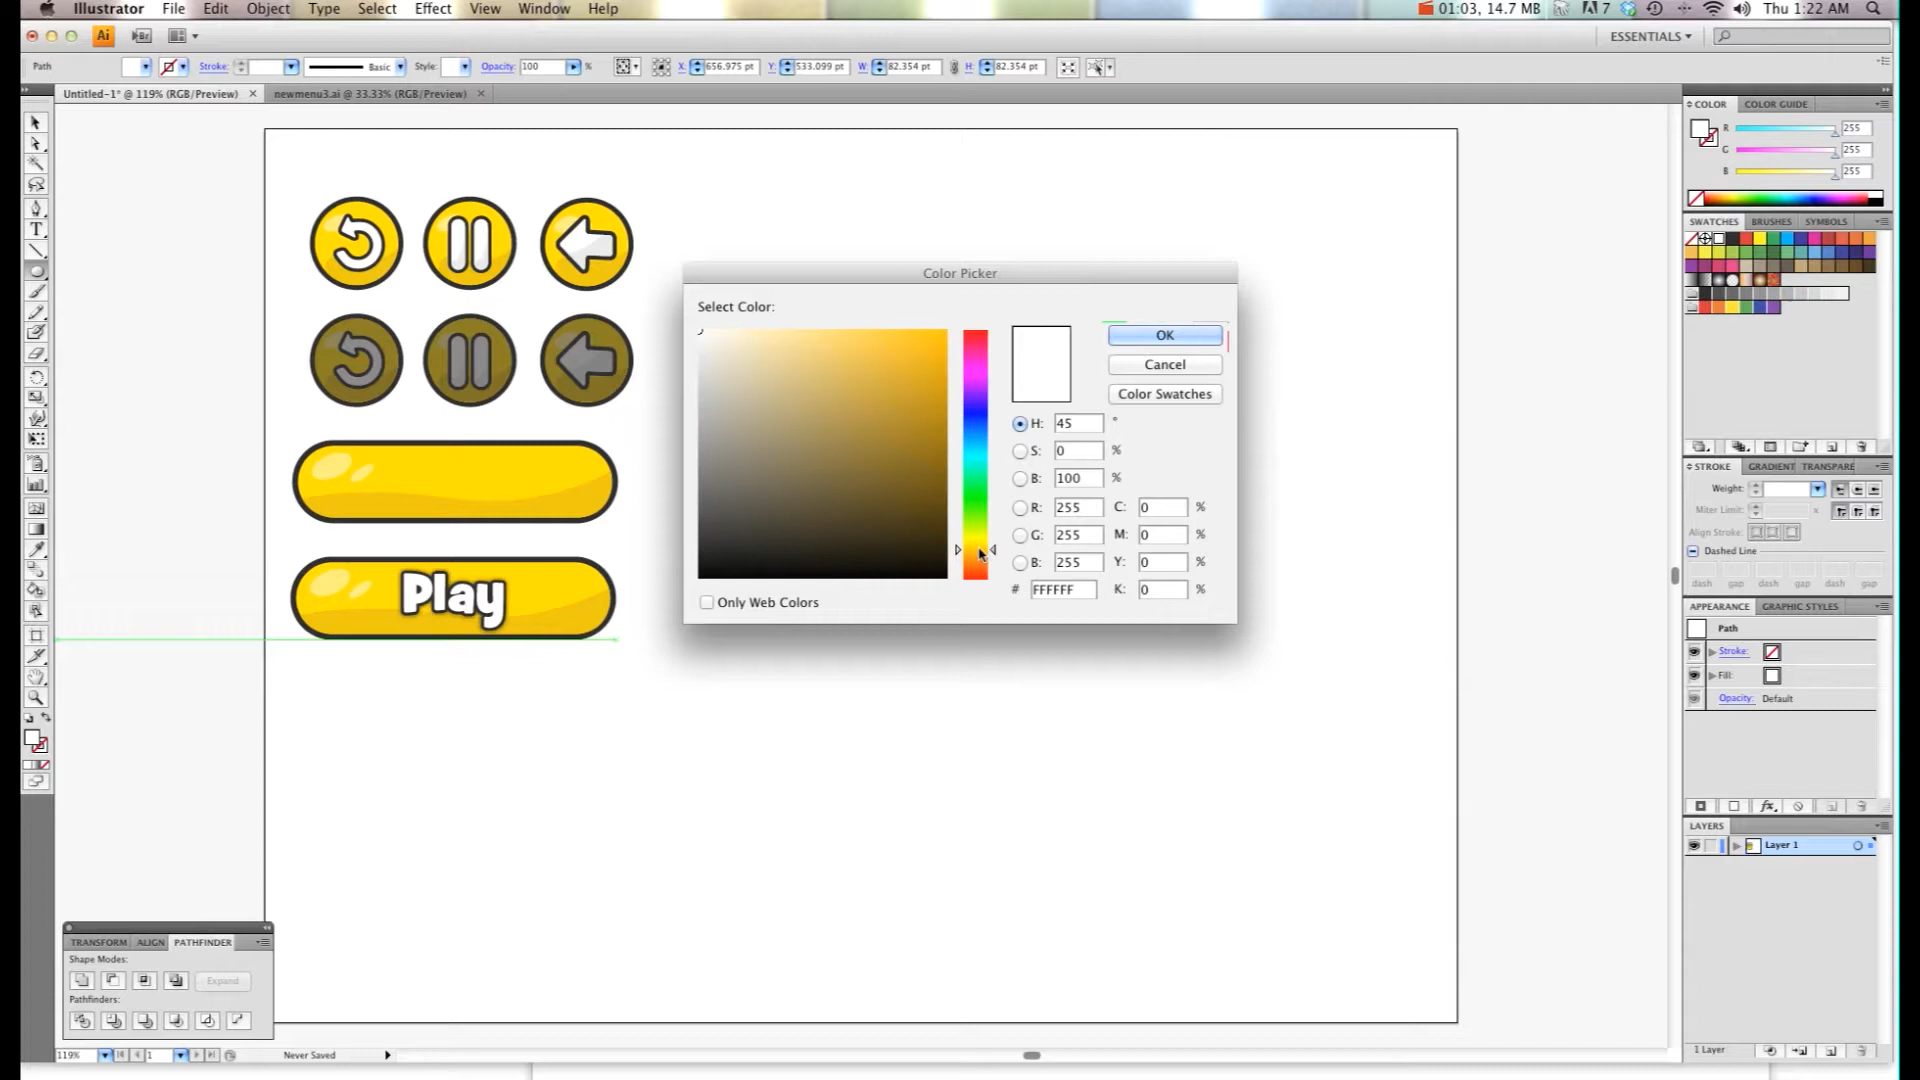 Illustrator File Edit Object Type Select Effect View Window Help 01:03, 14.7 MB 7 Thu 1:22 AM
Ai Br ESSENTIALS
Path Stroke: Basic Style: Opacity: 100 % X: 656.975 pt Y: 533.099 pt W: 82.354 pt H: 82.354 pt
Untitled-1* @ 119% (RGB/Preview) newmenu3.ai @ 33.33% (RGB/Preview)
COLOR COLOR GUIDE
R 255
G 255
B 255
SWATCHES BRUSHES SYMBOLS
Color Picker
Select Color:
OK
Cancel
Color Swatches
H: 45 °
S: 0 %
B: 100 %
R: 255 C: 0 %
G: 255 M: 0 %
B: 255 Y: 0 %
# FFFFFF K: 0 %
Only Web Colors
Play
STROKE GRADIENT TRANSPARE
Weight:
Miter Limit: x
Align Stroke:
Dashed Line
dash gap dash gap dash gap
APPEARANCE GRAPHIC STYLES
Path
Stroke:
Fill:
Opacity: Default
LAYERS
Layer 1
TRANSFORM ALIGN PATHFINDER
Shape Modes:
Expand
Pathfinders:
119% 1 Never Saved
1 Layer